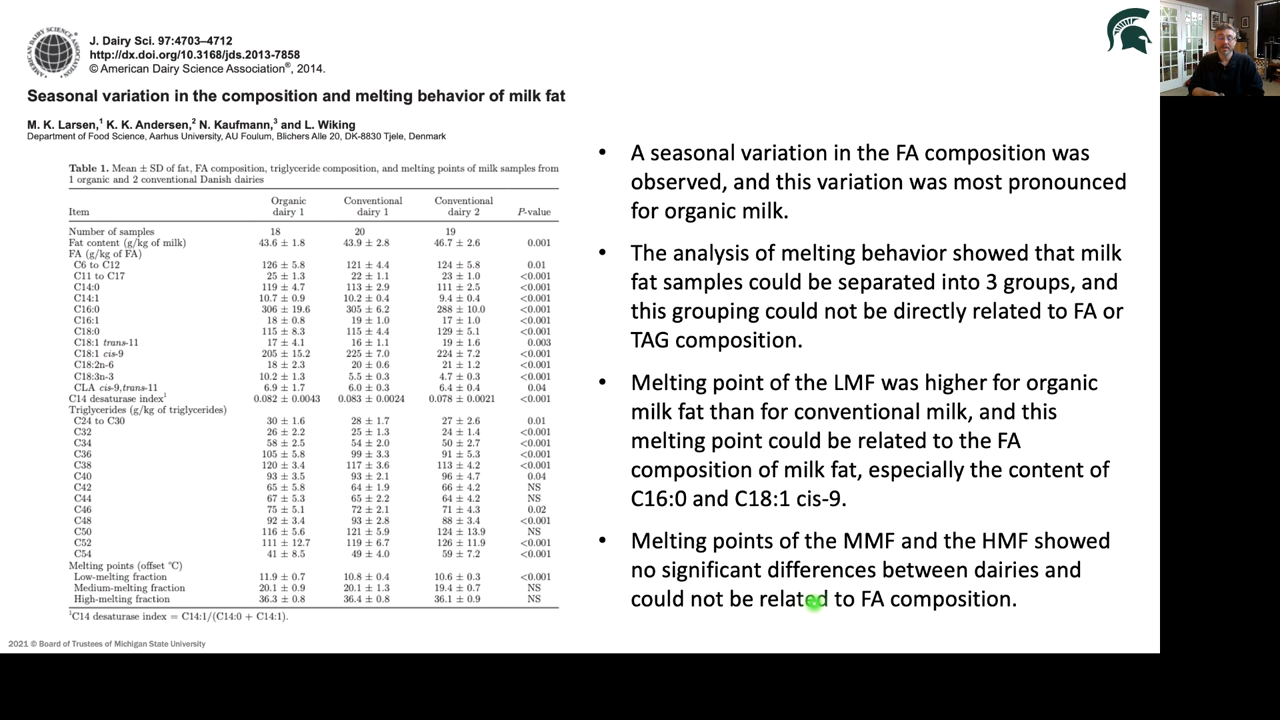 AMERICAN DAIRY SCIENCE ASSOCIATION
J. Dairy Sci. 97:4703–4712
http://dx.doi.org/10.3168/jds.2013-7858
© American Dairy Science Association®, 2014.
Seasonal variation in the composition and melting behavior of milk fat
M. K. Larsen,¹ K. K. Andersen,² N. Kaufmann,³ and L. Wiking
Department of Food Science, Aarhus University, AU Foulum, Blichers Alle 20, DK-8830 Tjele, Denmark
Table 1. Mean ± SD of fat, FA composition, triglyceride composition, and melting points of milk samples from
1 organic and 2 conventional Danish dairies
Organic Conventional Conventional
Item dairy 1 dairy 1 dairy 2 P-value
Number of samples 18 20 19
Fat content (g/kg of milk) 43.6 ± 1.8 43.9 ± 2.8 46.7 ± 2.6 0.001
FA (g/kg of FA)
C6 to C12 126 ± 5.8 121 ± 4.4 124 ± 5.8 0.01
C11 to C17 25 ± 1.3 22 ± 1.1 23 ± 1.0 <0.001
C14:0 119 ± 4.7 113 ± 2.9 111 ± 2.5 <0.001
C14:1 10.7 ± 0.9 10.2 ± 0.4 9.4 ± 0.4 <0.001
C16:0 306 ± 19.6 305 ± 6.2 288 ± 10.0 <0.001
C16:1 18 ± 0.8 19 ± 1.0 17 ± 1.0 <0.001
C18:0 115 ± 8.3 115 ± 4.4 129 ± 5.1 <0.001
C18:1 trans-11 17 ± 4.1 16 ± 1.1 19 ± 1.6 0.003
C18:1 cis-9 205 ± 15.2 225 ± 7.0 224 ± 7.2 <0.001
C18:2n-6 18 ± 2.3 20 ± 0.6 21 ± 1.2 <0.001
C18:3n-3 10.2 ± 1.3 5.5 ± 0.3 4.7 ± 0.3 <0.001
CLA cis-9,trans-11 6.9 ± 1.7 6.0 ± 0.3 6.4 ± 0.4 0.04
C14 desaturase index¹ 0.082 ± 0.0043 0.083 ± 0.0024 0.078 ± 0.0021 <0.001
Triglycerides (g/kg of triglycerides)
C24 to C30 30 ± 1.6 28 ± 1.7 27 ± 2.6 0.01
C32 26 ± 2.2 25 ± 1.3 24 ± 1.4 <0.001
C34 58 ± 2.5 54 ± 2.0 50 ± 2.7 <0.001
C36 105 ± 5.8 99 ± 3.3 91 ± 5.3 <0.001
C38 120 ± 3.4 117 ± 3.6 113 ± 4.2 <0.001
C40 93 ± 3.5 93 ± 2.1 96 ± 4.7 0.04
C42 65 ± 5.8 64 ± 1.9 66 ± 4.2 NS
C44 67 ± 5.3 65 ± 2.2 64 ± 4.2 NS
C46 75 ± 5.1 72 ± 2.1 71 ± 4.3 0.02
C48 92 ± 3.4 93 ± 2.8 88 ± 3.4 <0.001
C50 116 ± 5.6 121 ± 5.9 124 ± 13.9 NS
C52 111 ± 12.7 119 ± 6.7 126 ± 11.9 <0.001
C54 41 ± 8.5 49 ± 4.0 59 ± 7.2 <0.001
Melting points (offset °C)
Low-melting fraction 11.9 ± 0.7 10.8 ± 0.4 10.6 ± 0.3 <0.001
Medium-melting fraction 20.1 ± 0.9 20.1 ± 1.3 19.4 ± 0.7 NS
High-melting fraction 36.3 ± 0.8 36.4 ± 0.8 36.1 ± 0.9 NS
¹C14 desaturase index = C14:1/(C14:0 + C14:1).
• A seasonal variation in the FA composition was
observed, and this variation was most pronounced
for organic milk.
• The analysis of melting behavior showed that milk
fat samples could be separated into 3 groups, and
this grouping could not be directly related to FA or
TAG composition.
• Melting point of the LMF was higher for organic
milk fat than for conventional milk, and this
melting point could be related to the FA
composition of milk fat, especially the content of
C16:0 and C18:1 cis-9.
• Melting points of the MMF and the HMF showed
no significant differences between dairies and
could not be related to FA composition.
2021 © Board of Trustees of Michigan State University